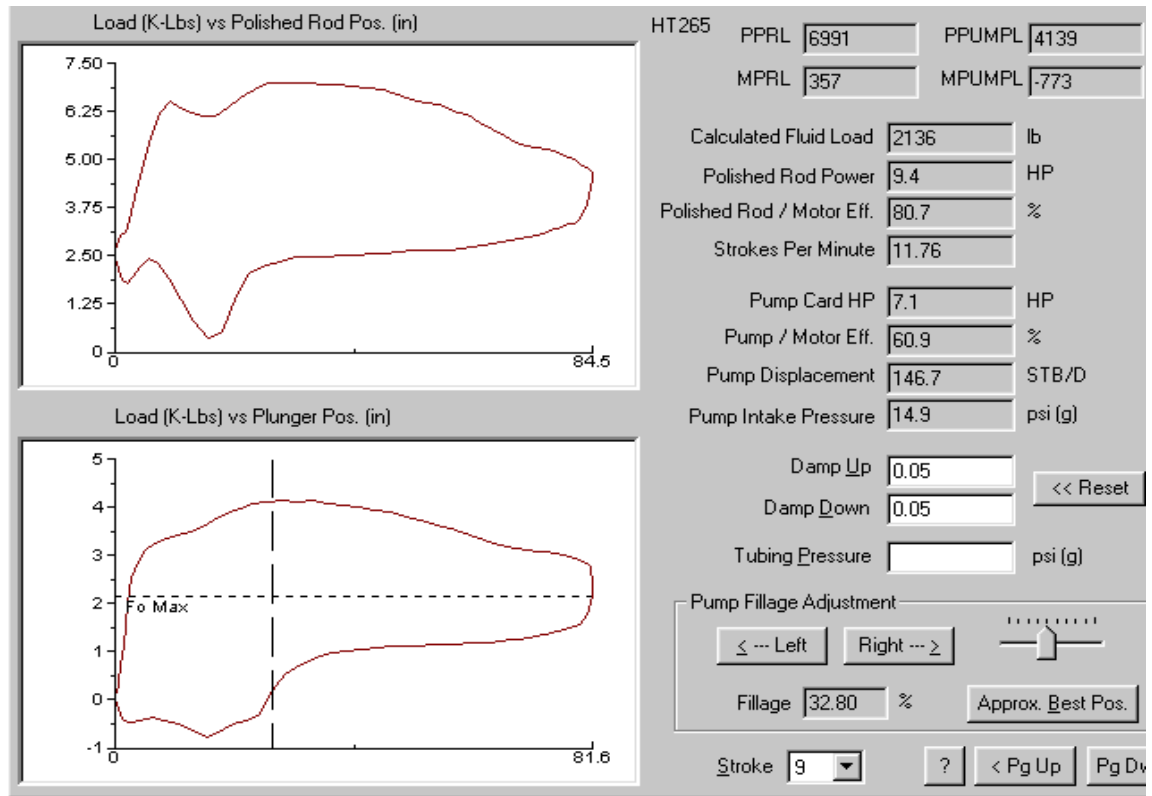 Load (K-Lbs) vs Polished Rod Pos. (in)
7.50
6.25
5.00
3.75
2.50
1.25
0
0
84.5
Load (K-Lbs) vs Plunger Pos. (in)
5
4
3
2
1
0
-1
Fo Max
0
81.6
HT265
PPRL 6991
PPUMPL 4139
MPRL 357
MPUMPL -773
Calculated Fluid Load 2136 lb
Polished Rod Power 9.4 HP
Polished Rod / Motor Eff. 80.7 %
Strokes Per Minute 11.76
Pump Card HP 7.1 HP
Pump / Motor Eff. 60.9 %
Pump Displacement 146.7 STB/D
Pump Intake Pressure 14.9 psi (g)
Damp Up 0.05
<< Reset
Damp Down 0.05
Tubing Pressure psi (g)
Pump Fillage Adjustment
< --- Left
Right --- >
Fillage 32.80 %
Approx. Best Pos.
Stroke 9
?
< Pg Up
Pg Dw